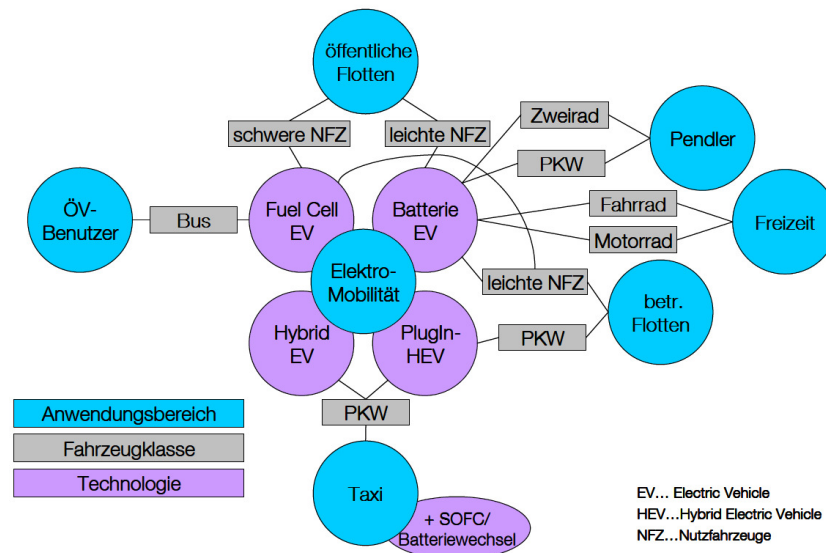 öffentliche
Flotten
schwere NFZ
leichte NFZ
Zweirad
PKW
Pendler
ÖV-
Benutzer
Bus
Fuel Cell
EV
Batterie
EV
Fahrrad
Motorrad
Freizeit
Elektro-
Mobilität
leichte NFZ
betr.
Flotten
Hybrid
EV
PlugIn-
HEV
PKW
PKW
Anwendungsbereich
Fahrzeugklasse
Technologie
Taxi
+ SOFC/
Batteriewechsel
EV... Electric Vehicle
HEV...Hybrid Electric Vehicle
NFZ...Nutzfahrzeuge